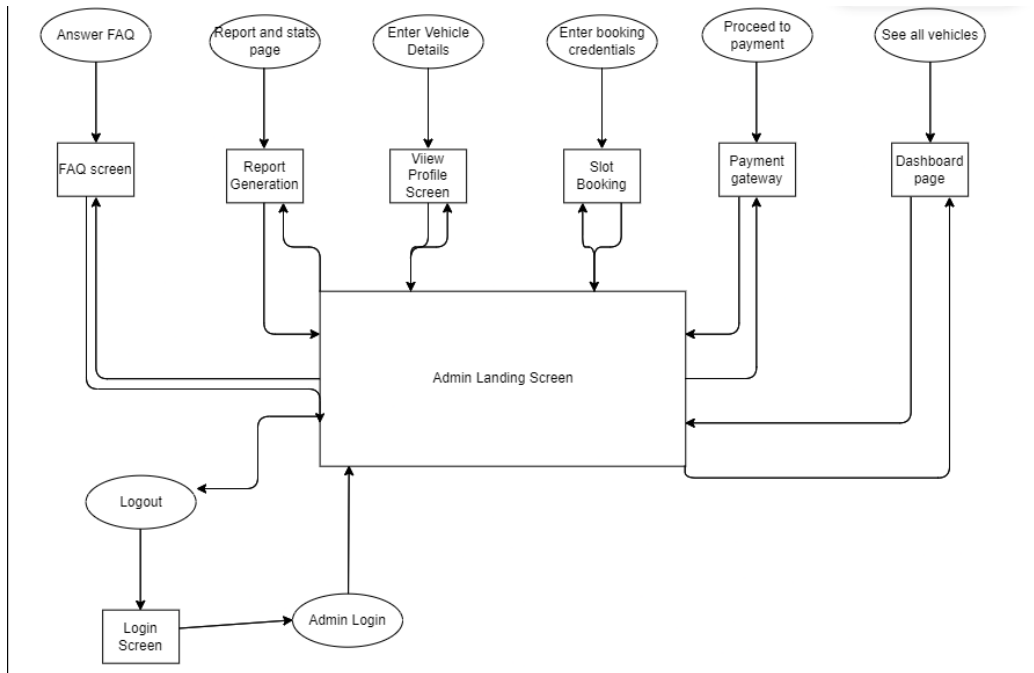 Answer FAQ
Report and stats
page
Enter Vehicle
Details
Enter booking
credentials
Proceed to
payment
See all vehicles
FAQ screen
Report
Generation
Viiew
Profile
Screen
Slot
Booking
Payment
gateway
Dashboard
page
Admin Landing Screen
Logout
Login
Screen
Admin Login